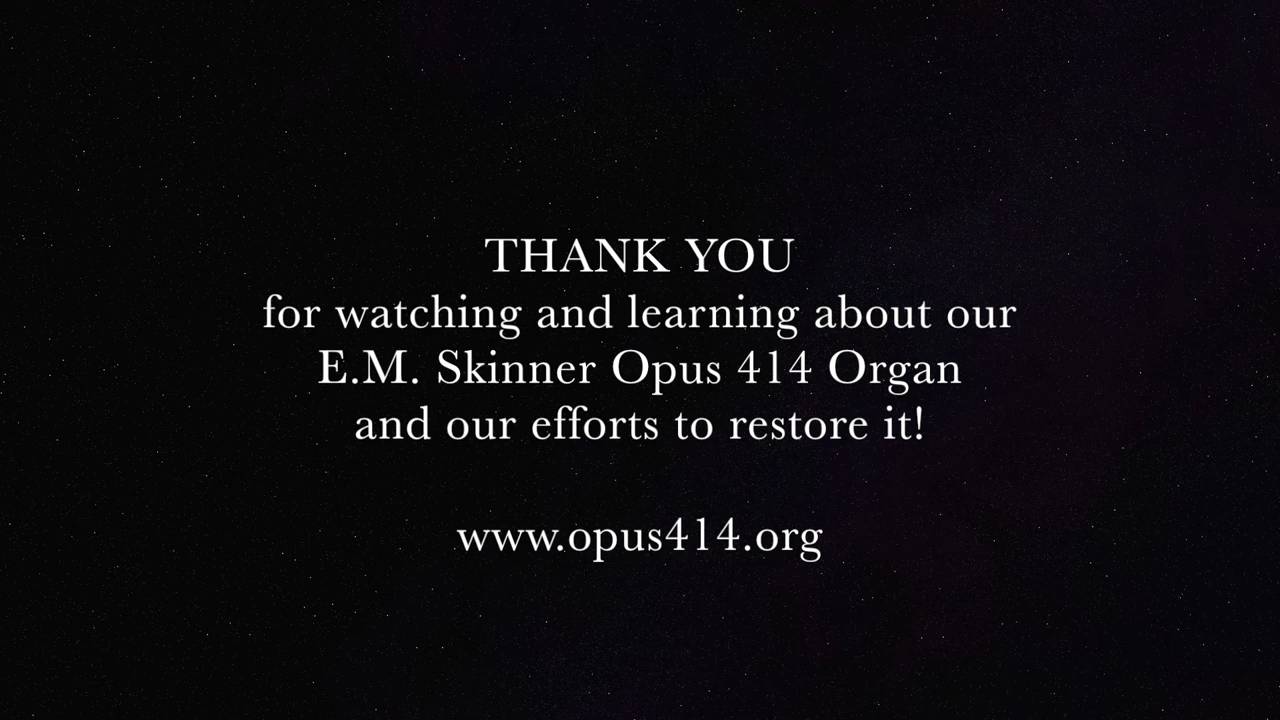 THANK YOU
for watching and learning about our
E.M. Skinner Opus 414 Organ
and our efforts to restore it!
www.opus414.org